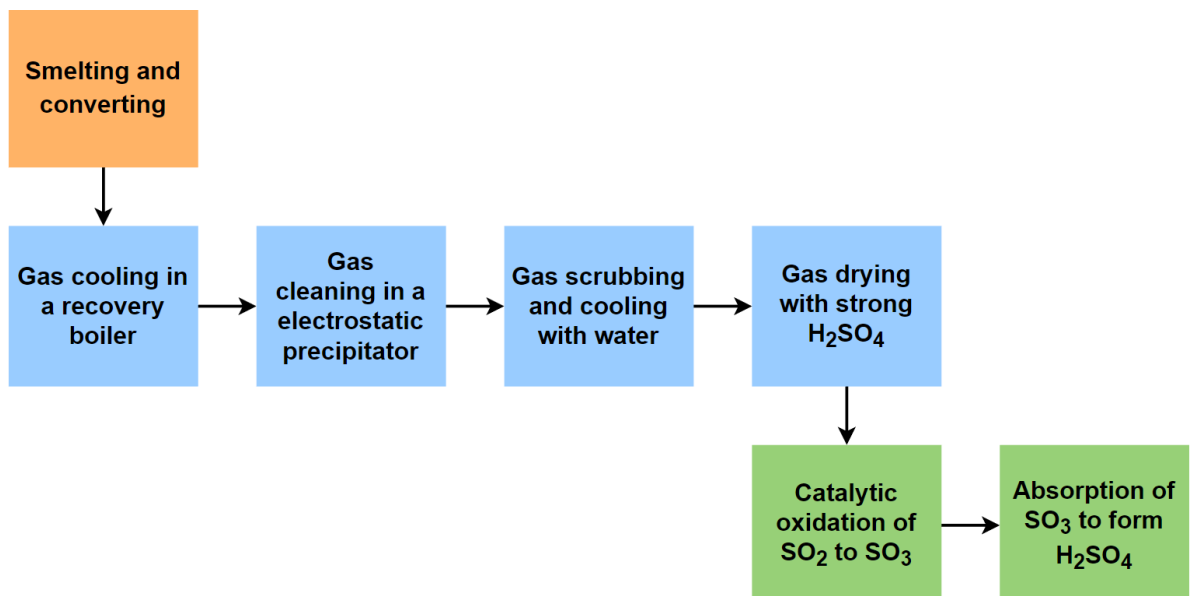 Smelting and
converting
Gas cooling in
a recovery
boiler
Gas
cleaning in a
electrostatic
precipitator
Gas scrubbing
and cooling
with water
Gas drying
with strong
H₂SO₄
Catalytic
oxidation of
SO₂ to SO₃
Absorption of
SO₃ to form
H₂SO₄